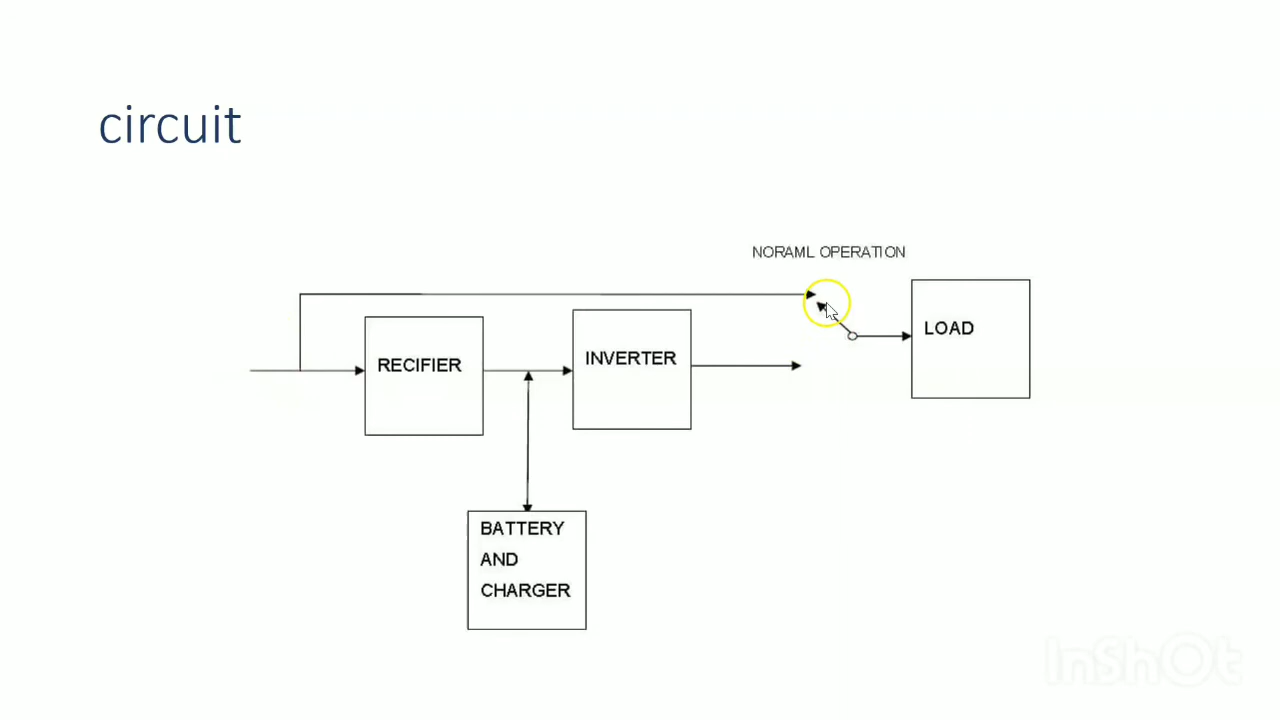 circuit
NORAML OPERATION
RECIFIER
INVERTER
LOAD
BATTERY
AND
CHARGER
InShOt